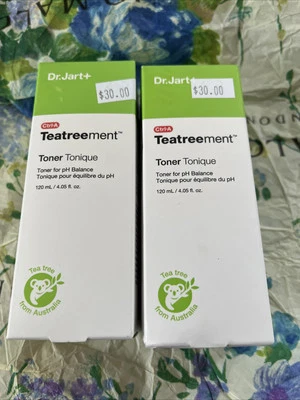 Dr.Jart+
$30.00
Ctrl-A
Teatreement™
Toner Tonique
Toner for pH Balance
Tonique pour équilibre du pH
120 mL / 4.05 fl. oz.
Tea tree
from Australia
Dr.Jart+
$30.00
Ctrl-A
Teatreement™
Toner Tonique
Toner for pH Balance
Tonique pour équilibre du pH
120 mL / 4.05 fl. oz.
Tea tree
from Australia